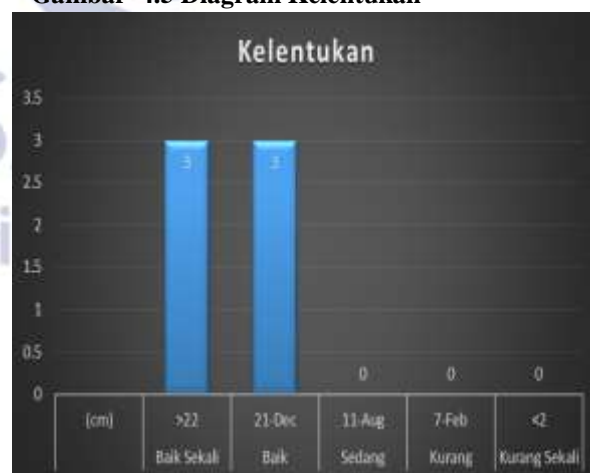 Gambar 4.3 Diagram Kelentukan
Kelentukan
3.5
3
2.5
2
1.5
1
0.5
0
3
3
0
0
0
(cm)
>22
21-Dec
11-Aug
7-Feb
<2
Baik Sekali
Baik
Sedang
Kurang
Kurang Sekali